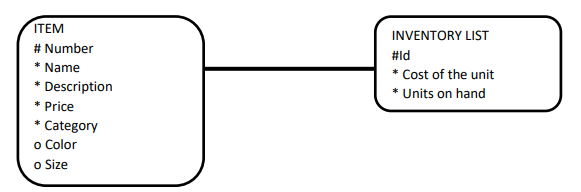 ITEM
# Number
* Name
* Description
* Price
* Category
o Color
o Size
INVENTORY LIST
#Id
* Cost of the unit
* Units on hand